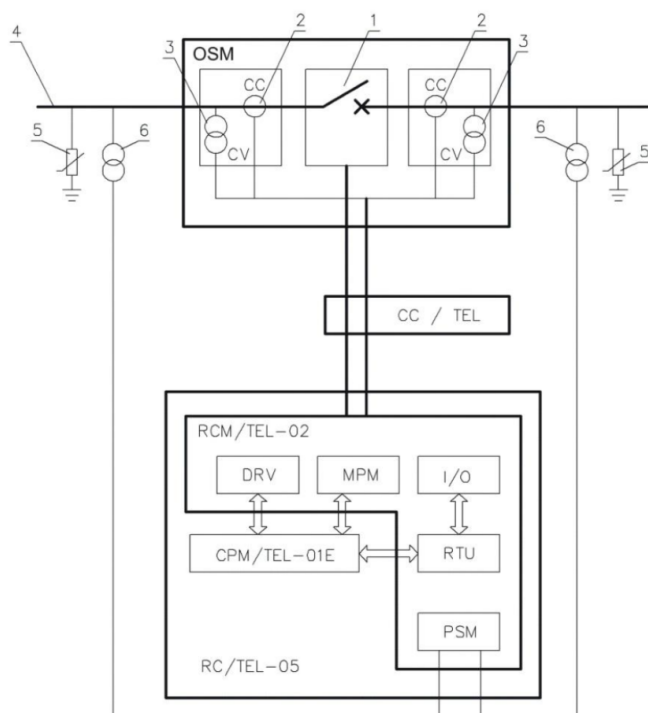 4
3
2
1
2
3
OSM
CC
CC
5
6
CV
CV
6
5
CC / TEL
RCM/TEL-02
DRV
MPM
I/O
CPM/TEL-01E
RTU
PSM
RC/TEL-05